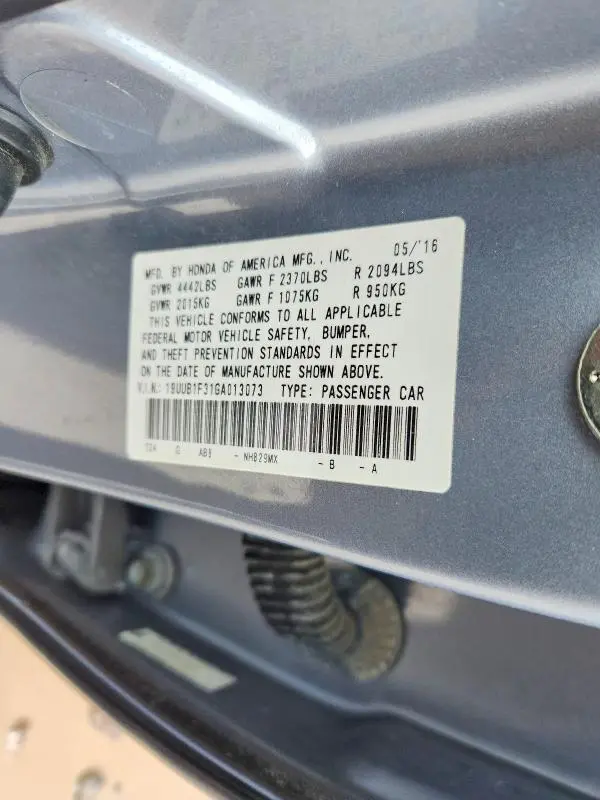 MFD. BY HONDA OF AMERICA MFG., INC. 05/'16
GVWR 4442LBS GAWR F 2370LBS R 2094LBS
GVWR 2015KG GAWR F 1075KG R 950KG
THIS VEHICLE CONFORMS TO ALL APPLICABLE
FEDERAL MOTOR VEHICLE SAFETY, BUMPER,
AND THEFT PREVENTION STANDARDS IN EFFECT
ON THE DATE OF MANUFACTURE SHOWN ABOVE.
V.I.N.: 19UUB1F31GA013073 TYPE: PASSENGER CAR
G AB8 - NH829MX - B - A